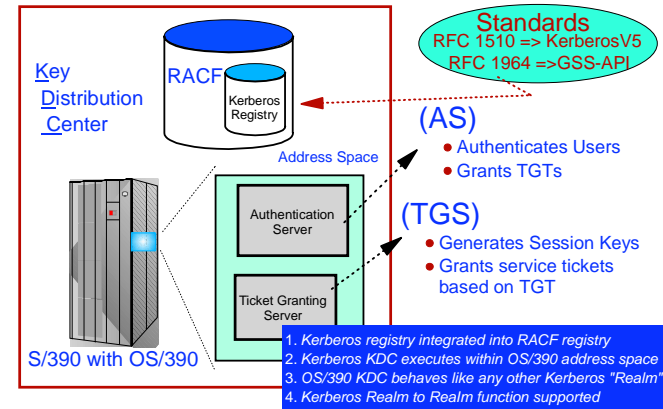 Standards
RFC 1510 => KerberosV5
RFC 1964 =>GSS-API
Key
Distribution
Center
RACF
Kerberos
Registry
(AS)
Authenticates Users
Grants TGTs
Address Space
Authentication
Server
(TGS)
Generates Session Keys
Grants service tickets
based on TGT
Ticket Granting
Server
S/390 with OS/390
1. Kerberos registry integrated into RACF registry
2. Kerberos KDC executes within OS/390 address space
3. OS/390 KDC behaves like any other Kerberos "Realm"
4. Kerberos Realm to Realm function supported